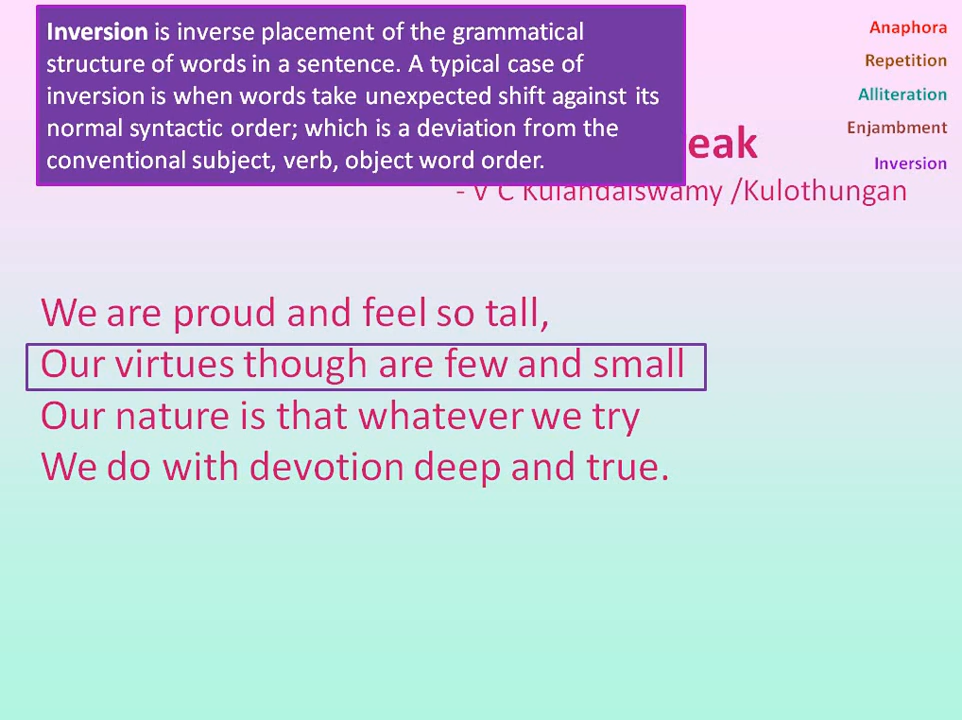 Inversion is inverse placement of the grammatical
structure of words in a sentence. A typical case of
inversion is when words take unexpected shift against its
normal syntactic order; which is a deviation from the
conventional subject, verb, object word order.
Anaphora
Repetition
Alliteration
Enjambment
Inversion
eak
- V C Kulandaiswamy /Kulothungan
We are proud and feel so tall,
Our virtues though are few and small
Our nature is that whatever we try
We do with devotion deep and true.